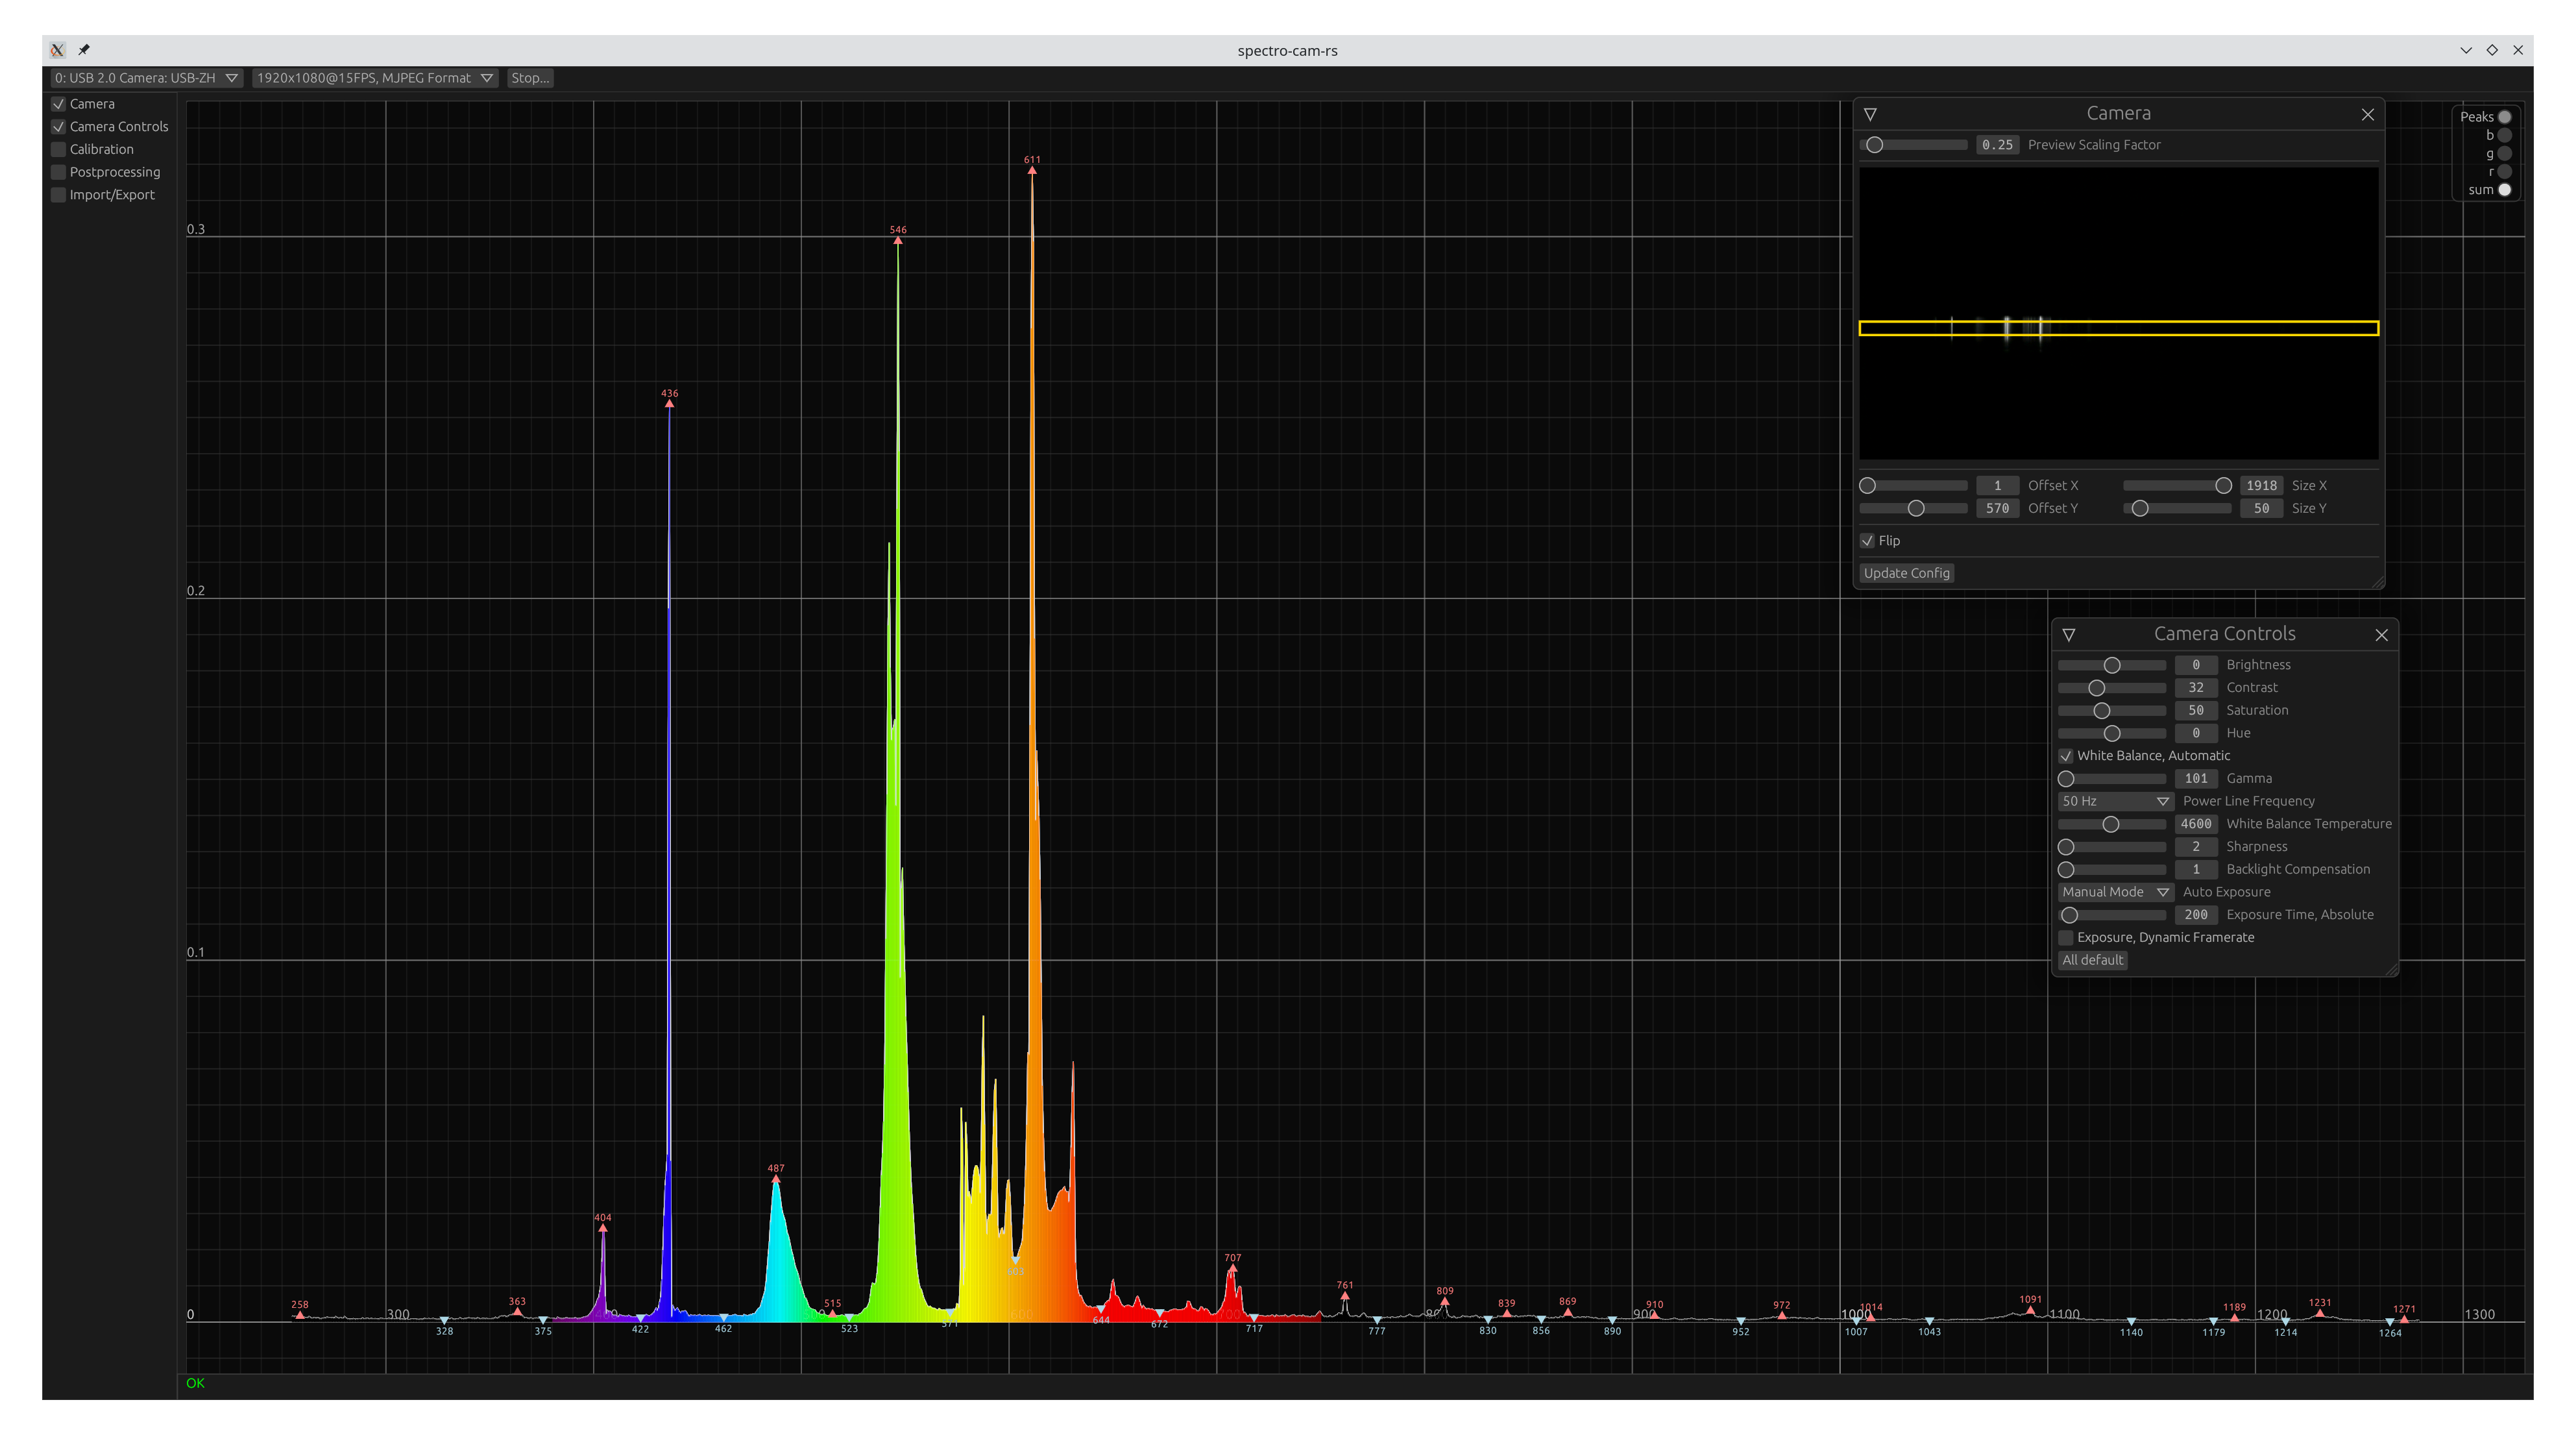 spectro-cam-rs
0: USB 2.0 Camera: USB-ZH
1920x1080@15FPS, MJPEG Format
Stop...
Camera
Camera Controls
Calibration
Postprocessing
Import/Export
0.3
0.2
0.1
0
300
1000
1100
1200
1300
611
546
436
487
404
258
363
515
707
761
809
839
869
910
972
1014
1091
1189
1231
1271
328
375
422
462
523
571
603
644
672
717
777
830
856
890
952
1007
1043
1140
1179
1214
1264
Peaks
b
g
r
sum
Camera
0.25 Preview Scaling Factor
1 Offset X 1918 Size X
570 Offset Y 50 Size Y
Flip
Update Config
Camera Controls
0 Brightness
32 Contrast
50 Saturation
0 Hue
White Balance, Automatic
101 Gamma
50 Hz Power Line Frequency
4600 White Balance Temperature
2 Sharpness
1 Backlight Compensation
Manual Mode Auto Exposure
200 Exposure Time, Absolute
Exposure, Dynamic Framerate
All default
OK